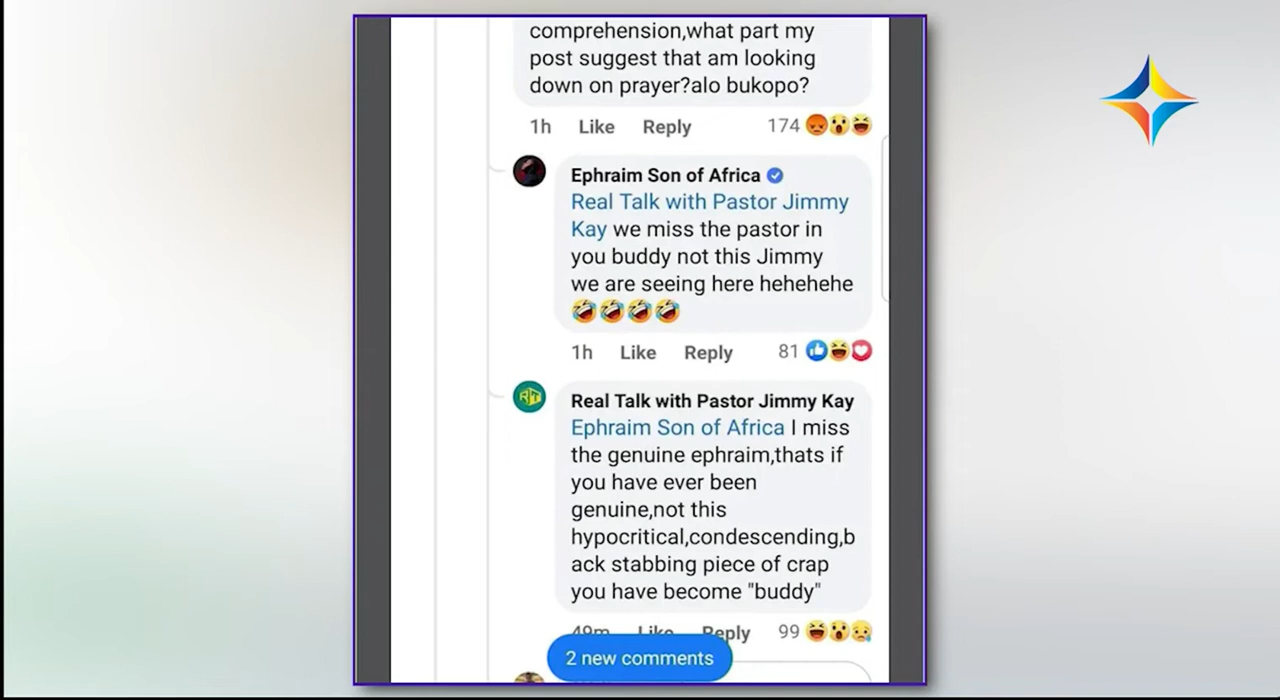 comprehension,what part my
post suggest that am looking
down on prayer?alo bukopo?
1h Like Reply 174
Ephraim Son of Africa
Real Talk with Pastor Jimmy
Kay we miss the pastor in
you buddy not this Jimmy
we are seeing here hehehehe
1h Like Reply 81
RT
Real Talk with Pastor Jimmy Kay
Ephraim Son of Africa I miss
the genuine ephraim,thats if
you have ever been
genuine,not this
hypocritical,condescending,b
ack stabbing piece of crap
you have become "buddy"
49m Like Reply 99
2 new comments